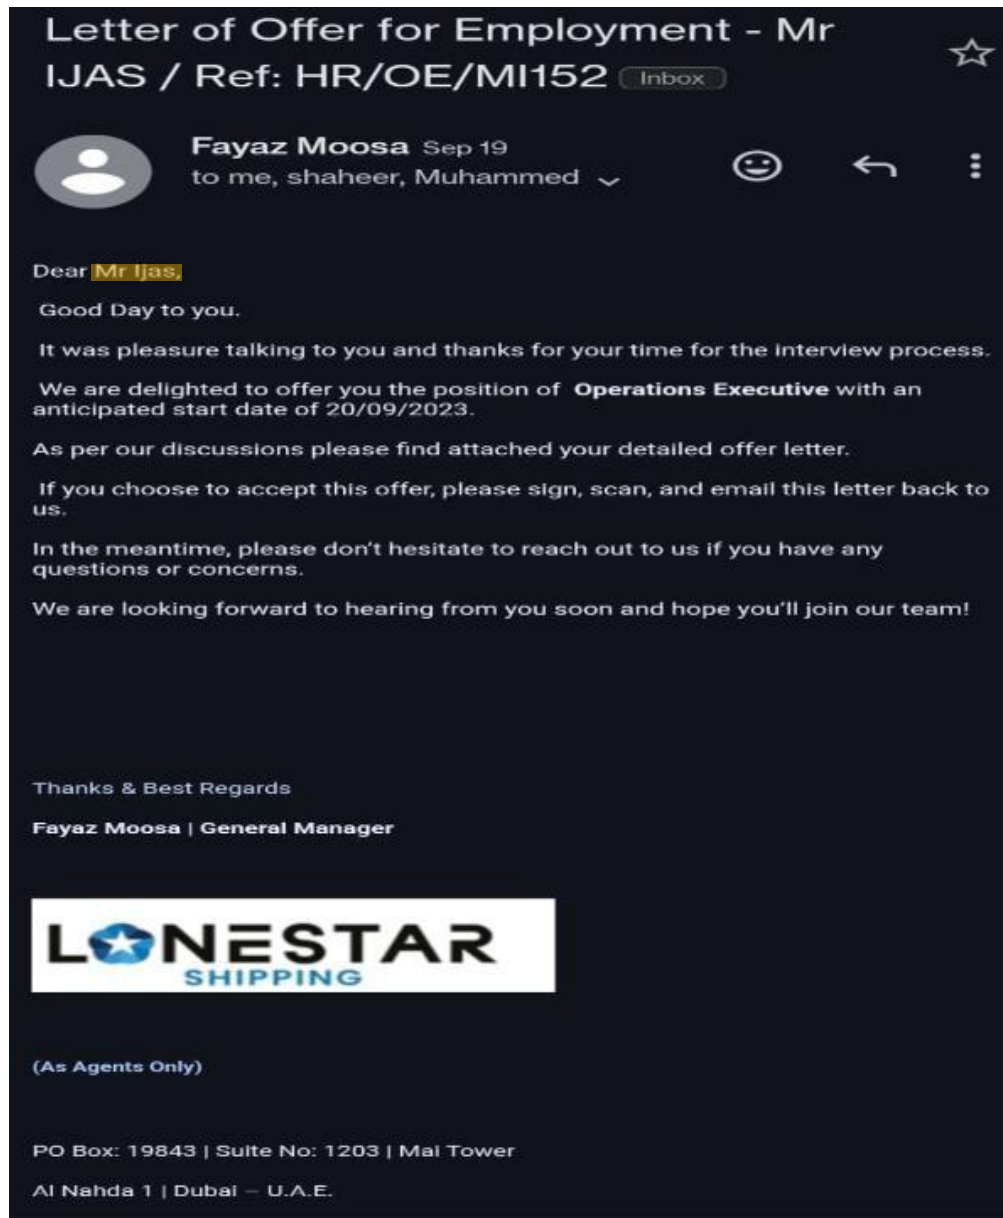 Letter of Offer for Employment - Mr
IJAS / Ref: HR/OE/MI152 Inbox
Fayaz Moosa Sep 19
to me, shaheer, Muhammed
Dear Mr Ijas,
Good Day to you.
It was pleasure talking to you and thanks for your time for the interview process.
We are delighted to offer you the position of Operations Executive with an
anticipated start date of 20/09/2023.
As per our discussions please find attached your detailed offer letter.
If you choose to accept this offer, please sign, scan, and email this letter back to
us.
In the meantime, please don't hesitate to reach out to us if you have any
questions or concerns.
We are looking forward to hearing from you soon and hope you'll join our team!
Thanks & Best Regards
Fayaz Moosa | General Manager
LONESTAR
SHIPPING
(As Agents Only)
PO Box: 19843 | Suite No: 1203 | Mai Tower
Al Nahda 1 | Dubai – U.A.E.